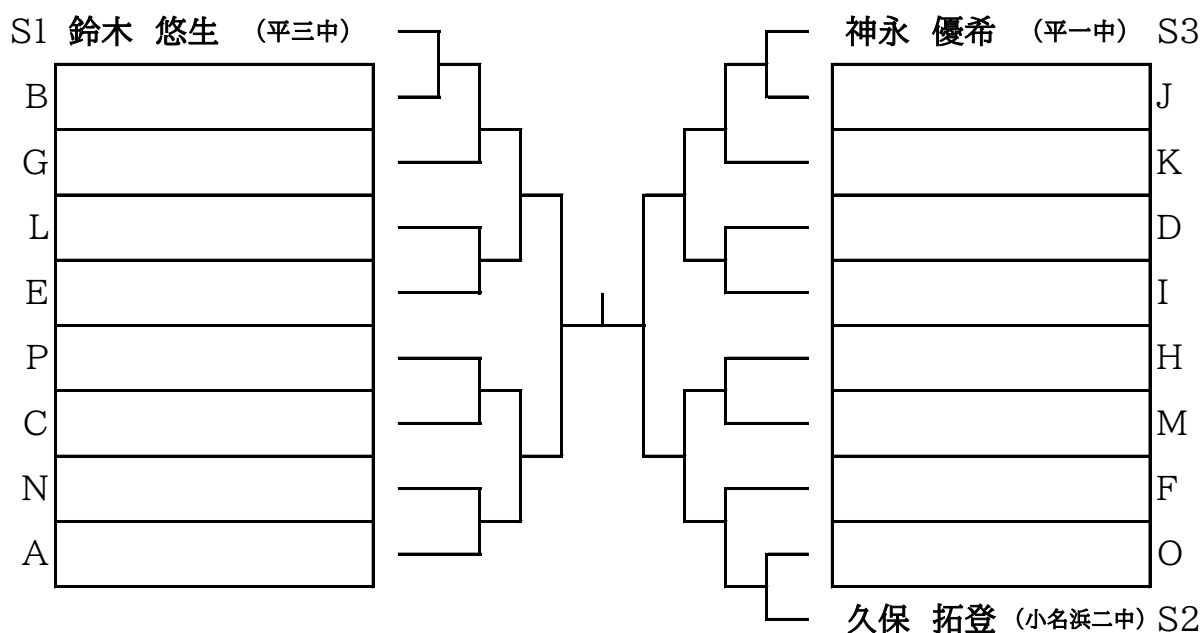 S1 鈴木 悠生 (平三中)
B
G
L
E
P
C
N
A
神永 優希 (平一中) S3
J
K
D
I
H
M
F
O
久保 拓登 (小名浜二中) S2